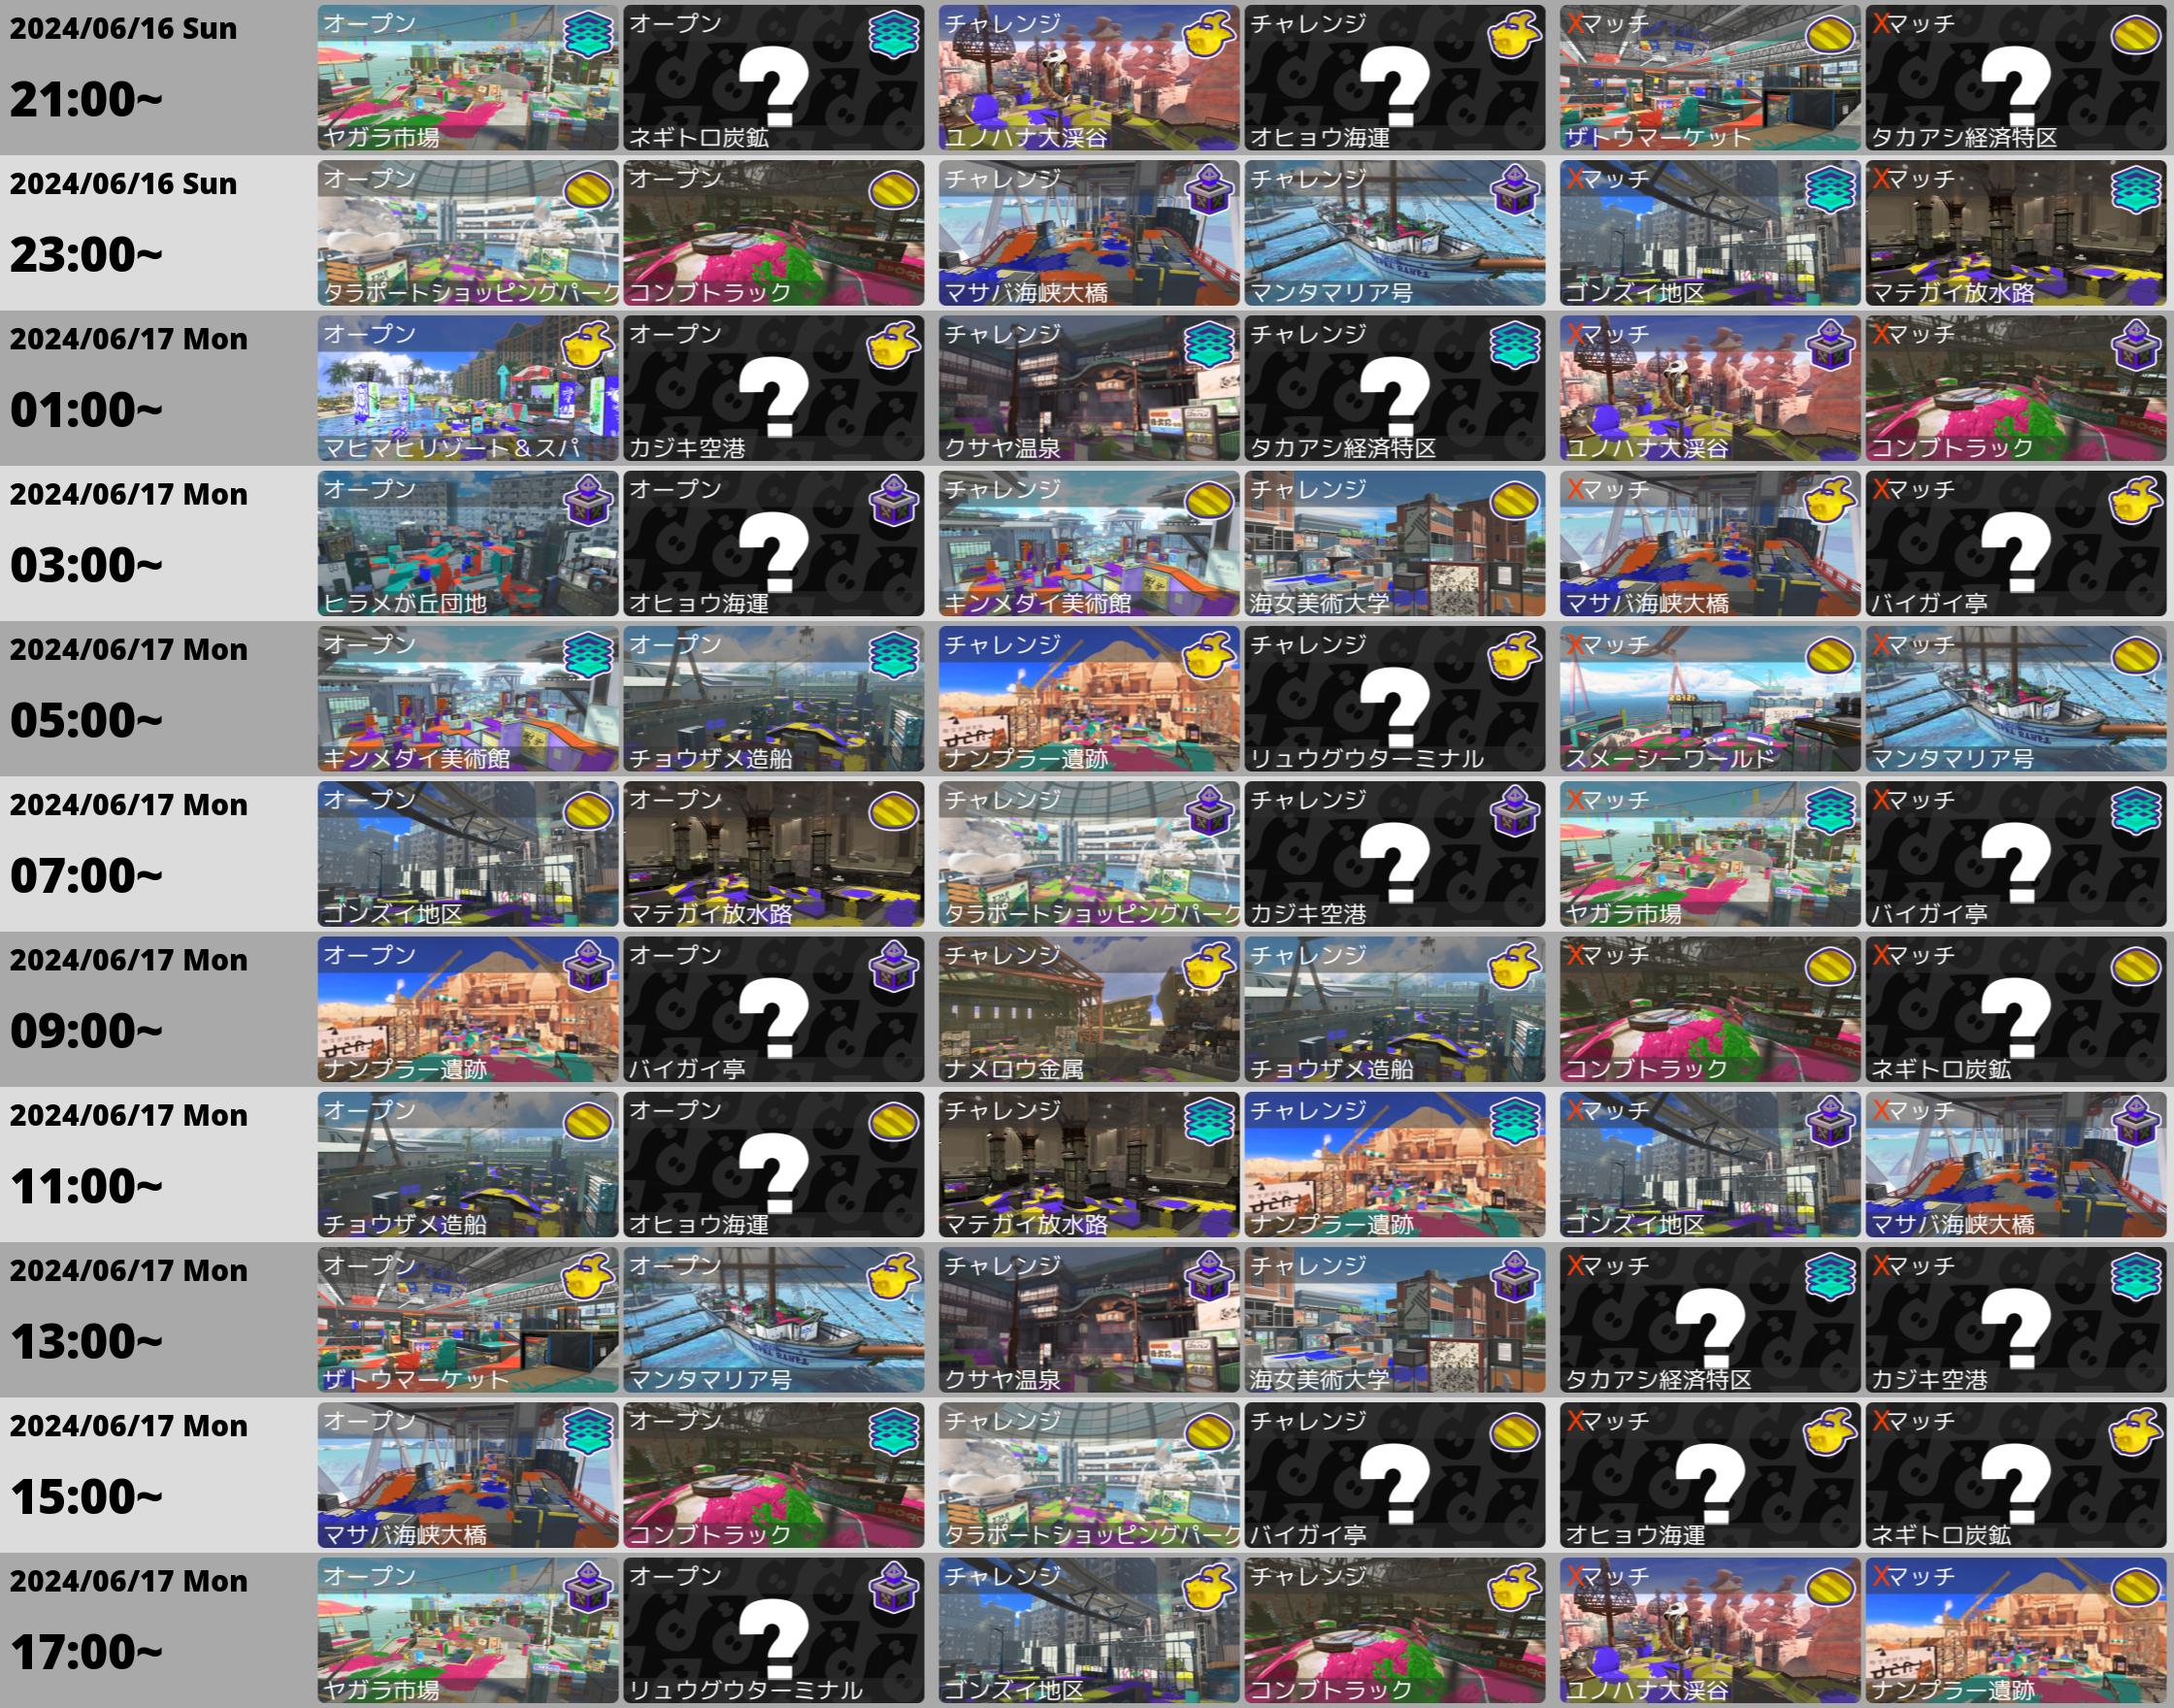 2024/06/16 Sun
21:00~
オープン
ヤガラ市場
オープン
ネギトロ炭鉱
チャレンジ
ユノハナ大渓谷
チャレンジ
オヒョウ海運
Xマッチ
ザトウマーケット
Xマッチ
タカアシ経済特区
2024/06/16 Sun
23:00~
オープン
タラポートショッピングパーク
オープン
コンブトラック
チャレンジ
マサバ海峡大橋
チャレンジ
マンタマリア号
Xマッチ
ゴンズイ地区
Xマッチ
マテガイ放水路
2024/06/17 Mon
01:00~
オープン
マヒマヒリゾート&スパ
オープン
カジキ空港
チャレンジ
クサヤ温泉
チャレンジ
タカアシ経済特区
Xマッチ
ユノハナ大渓谷
Xマッチ
コンブトラック
2024/06/17 Mon
03:00~
オープン
ヒラメが丘団地
オープン
オヒョウ海運
チャレンジ
キンメダイ美術館
チャレンジ
海女美術大学
Xマッチ
マサバ海峡大橋
Xマッチ
バイガイ亭
2024/06/17 Mon
05:00~
オープン
キンメダイ美術館
オープン
チョウザメ造船
チャレンジ
ナンプラー遺跡
チャレンジ
リュウグウターミナル
Xマッチ
スメーシーワールド
Xマッチ
マンタマリア号
2024/06/17 Mon
07:00~
オープン
ゴンズイ地区
オープン
マテガイ放水路
チャレンジ
タラポートショッピングパーク
チャレンジ
カジキ空港
Xマッチ
ヤガラ市場
Xマッチ
バイガイ亭
2024/06/17 Mon
09:00~
オープン
ナンプラー遺跡
オープン
バイガイ亭
チャレンジ
ナメロウ金属
チャレンジ
チョウザメ造船
Xマッチ
コンブトラック
Xマッチ
ネギトロ炭鉱
2024/06/17 Mon
11:00~
オープン
チョウザメ造船
オープン
オヒョウ海運
チャレンジ
マテガイ放水路
チャレンジ
ナンプラー遺跡
Xマッチ
ゴンズイ地区
Xマッチ
マサバ海峡大橋
2024/06/17 Mon
13:00~
オープン
ザトウマーケット
オープン
マンタマリア号
チャレンジ
クサヤ温泉
チャレンジ
海女美術大学
Xマッチ
タカアシ経済特区
Xマッチ
カジキ空港
2024/06/17 Mon
15:00~
オープン
マサバ海峡大橋
オープン
コンブトラック
チャレンジ
タラポートショッピングパーク
チャレンジ
バイガイ亭
Xマッチ
オヒョウ海運
Xマッチ
ネギトロ炭鉱
2024/06/17 Mon
17:00~
オープン
ヤガラ市場
オープン
リュウグウターミナル
チャレンジ
ゴンズイ地区
チャレンジ
コンブトラック
Xマッチ
ユノハナ大渓谷
Xマッチ
ナンプラー遺跡